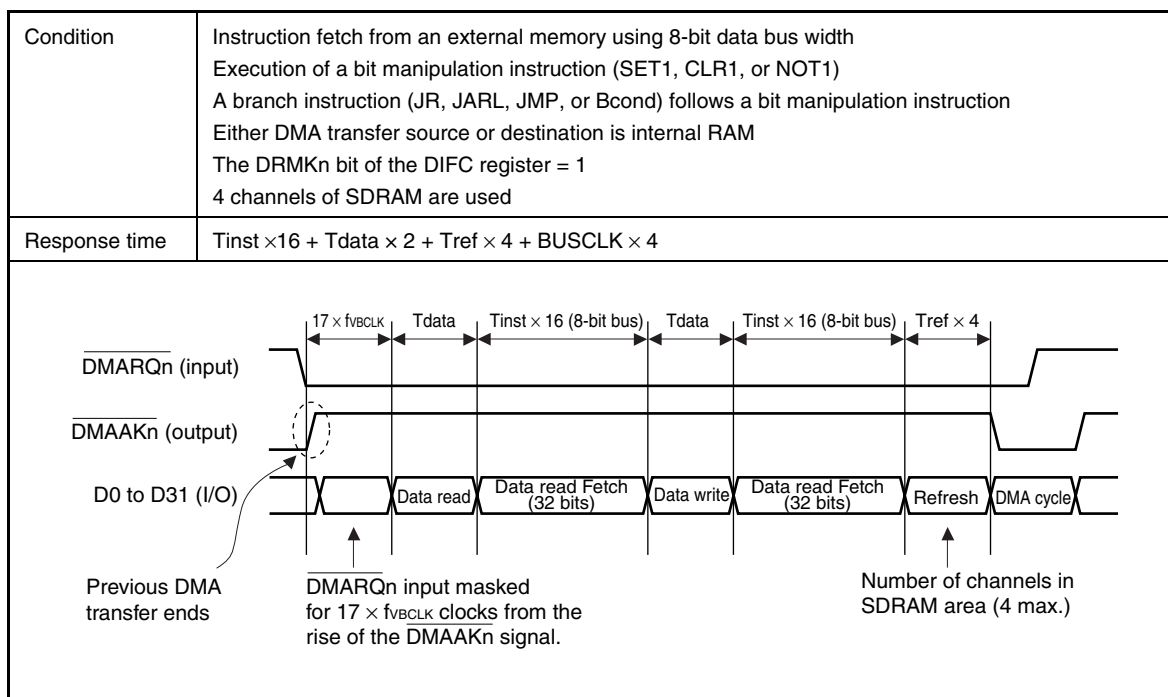 Condition
Instruction fetch from an external memory using 8-bit data bus width
Execution of a bit manipulation instruction (SET1, CLR1, or NOT1)
A branch instruction (JR, JARL, JMP, or Bcond) follows a bit manipulation instruction
Either DMA transfer source or destination is internal RAM
The DRMKn bit of the DIFC register = 1
4 channels of SDRAM are used
Response time
Tinst ×16 + Tdata × 2 + Tref × 4 + BUSCLK × 4
17 × fVBCLK Tdata Tinst × 16 (8-bit bus) Tdata Tinst × 16 (8-bit bus) Tref × 4
DMARQn (input)
DMAAKn (output)
D0 to D31 (I/O)
Data read
Data read Fetch
(32 bits)
Data write
Data read Fetch
(32 bits)
Refresh
DMA cycle
Previous DMA
transfer ends
DMARQn input masked
for 17 × fVBCLK clocks from the
rise of the DMAAKn signal.
Number of channels in
SDRAM area (4 max.)